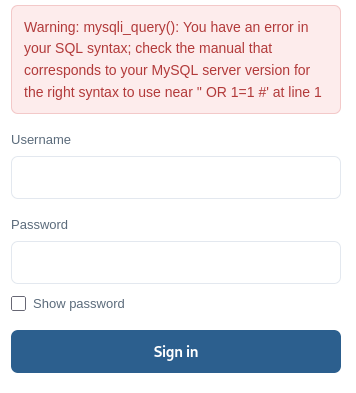 Warning: mysqli_query(): You have an error in
your SQL syntax; check the manual that
corresponds to your MySQL server version for
the right syntax to use near '' OR 1=1 #' at line 1
Username
Password
Show password
Sign in